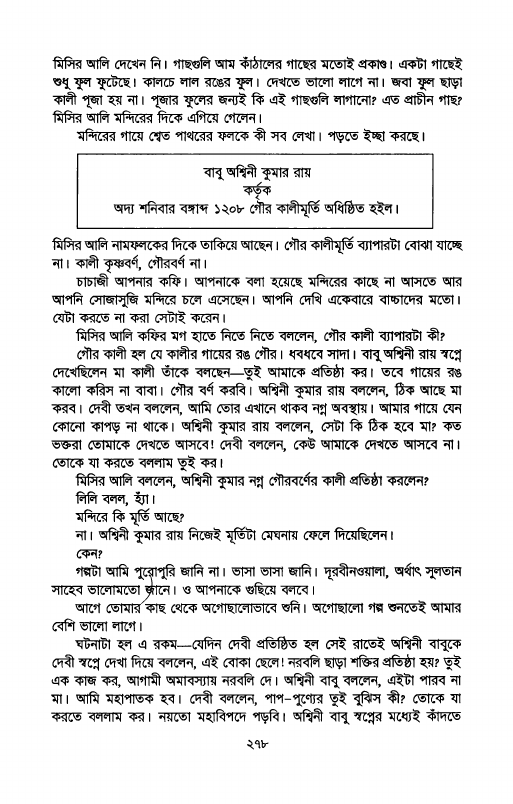 মিসির আলি দেখেন নি। গাছগুলি আম কাঁঠালের গাছের মতোই প্রকাণ্ড। একটা গাছেই
শুধু ফুল ফুটেছে। কালচে লাল রঙের ফুল। দেখতে ভালো লাগে না। জবা ফুল ছাড়া
কালী পূজা হয় না। পূজার ফুলের জন্যই কি এই গাছগুলি লাগানো? এত প্রাচীন গাছ?
মিসির আলি মন্দিরের দিকে এগিয়ে গেলেন।
মন্দিরের গায়ে শ্বেত পাথরের ফলকে কী সব লেখা। পড়তে ইচ্ছা করছে।
বাবু অশ্বিনী কুমার রায়
কর্তৃক
অদ্য শনিবার বঙ্গাব্দ ১২০৮ গৌর কালীমূর্তি অধিষ্ঠিত হইল।
মিসির আলি নামফলকের দিকে তাকিয়ে আছেন। গৌর কালীমূর্তি ব্যাপারটা বোঝা যাচ্ছে
না। কালী কৃষ্ণবর্ণ, গৌরবর্ণ না।
চাচাজী আপনার কফি। আপনাকে বলা হয়েছে মন্দিরের কাছে না আসতে আর
আপনি সোজাসুজি মন্দিরে চলে এসেছেন। আপনি দেখি একেবারে বাচ্চাদের মতো।
যেটা করতে না করা সেটাই করেন।
মিসির আলি কফির মগ হাতে নিতে নিতে বললেন, গৌর কালী ব্যাপারটা কী?
গৌর কালী হল যে কালীর গায়ের রঙ গৌর। ধবধবে সাদা। বাবু অশ্বিনী রায় স্বপ্নে
দেখেছিলেন মা কালী তাঁকে বলছেন—তুই আমাকে প্রতিষ্ঠা কর। তবে গায়ের রঙ
কালো করিস না বাবা। গৌর বর্ণ করবি। অশ্বিনী কুমার রায় বললেন, ঠিক আছে মা
করব। দেবী তখন বললেন, আমি তোর এখানে থাকব নগ্ন অবস্থায়। আমার গায়ে যেন
কোনো কাপড় না থাকে। অশ্বিনী কুমার রায় বললেন, সেটা কি ঠিক হবে মা? কত
ভক্তরা তোমাকে দেখতে আসবে! দেবী বললেন, কেউ আমাকে দেখতে আসবে না।
তোকে যা করতে বললাম তুই কর।
মিসির আলি বললেন, অশ্বিনী কুমার নগ্ন গৌরবর্ণের কালী প্রতিষ্ঠা করলেন?
লিলি বলল, হ্যাঁ।
মন্দিরে কি মূর্তি আছে?
না। অশ্বিনী কুমার রায় নিজেই মূর্তিটা মেঘনায় ফেলে দিয়েছিলেন।
কেন?
গল্পটা আমি পুরোপুরি জানি না। ভাসা ভাসা জানি। দূরবীনওয়ালা, অর্থাৎ সুলতান
সাহেব ভালোমতো জানে। ও আপনাকে গুছিয়ে বলবে।
আগে তোমার কাছ থেকে অগোছালোভাবে শুনি। অগোছালো গল্প শুনতেই আমার
বেশি ভালো লাগে।
ঘটনাটা হল এ রকম—যেদিন দেবী প্রতিষ্ঠিত হল সেই রাতেই অশ্বিনী বাবুকে
দেবী স্বপ্নে দেখা দিয়ে বললেন, এই বোকা ছেলে! নরবলি ছাড়া শক্তির প্রতিষ্ঠা হয়? তুই
এক কাজ কর, আগামী অমাবস্যায় নরবলি দে। অশ্বিনী বাবু বললেন, এইটা পারব না
মা। আমি মহাপাতক হব। দেবী বললেন, পাপ-পুণ্যের তুই বুঝিস কী? তোকে যা
করতে বললাম কর। নয়তো মহাবিপদে পড়বি। অশ্বিনী বাবু স্বপ্নের মধ্যেই কাঁদতে
২৭৮